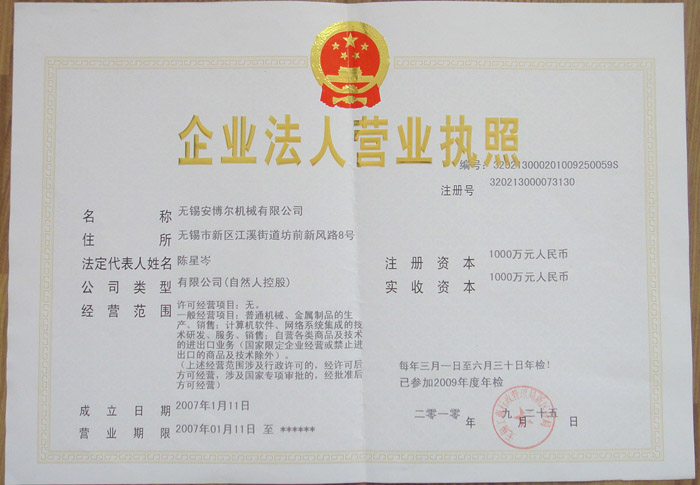 企业法人营业执照
编号：320213000201009250059S
注册号 320213000073130
名称 无锡安博尔机械有限公司
住所 无锡市新区江溪街道坊前新风路8号
法定代表人姓名 陈星岑
注册资本 1000万元人民币
公司类型 有限公司(自然人控股)
实收资本 1000万元人民币
经营范围 许可经营项目：无。
一般经营项目：普通机械、金属制品的生
产、销售；计算机软件、网络系统集成的技
术研发、服务、销售；自营各类商品及技术
的进出口业务（国家限定企业经营或禁止进
出口的商品及技术除外）。
（上述经营范围涉及行政许可的，经许可后
方可经营，涉及国家专项审批的，经批准后
方可经营）
每年三月一日至六月三十日年检！
已参加2009年度年检
成立日期 2007年1月11日
营业期限 2007年01月11日 至 ******
二零一零年 九月二十五日